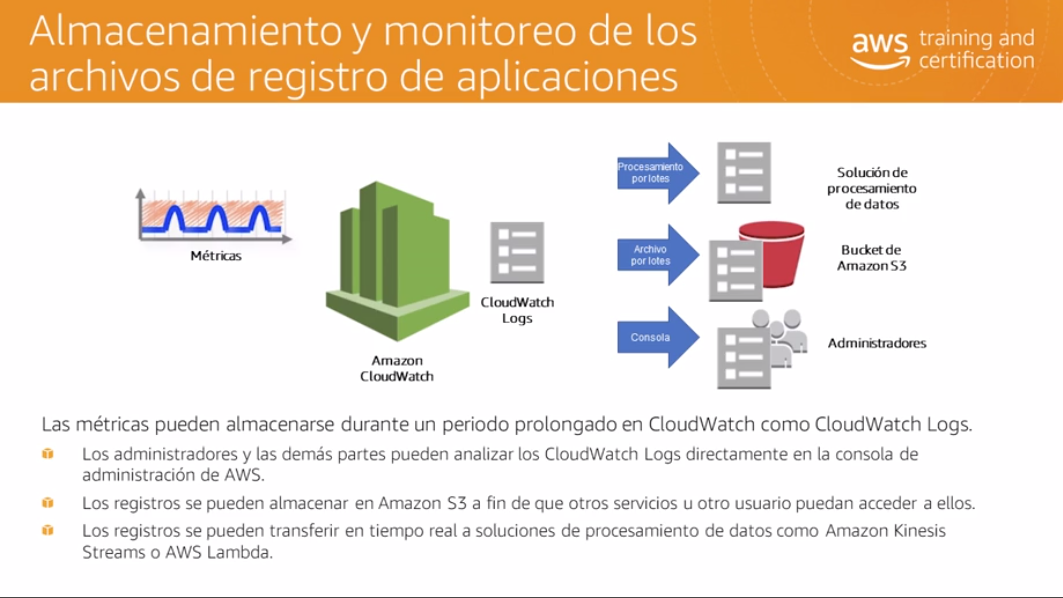 Almacenamiento y monitoreo de los
archivos de registro de aplicaciones
aws training and
certification
Métricas
Amazon
CloudWatch
CloudWatch
Logs
Procesamiento
por lotes
Solución de
procesamiento
de datos
Archivo
por lotes
Bucket de
Amazon S3
Consola
Administradores
Las métricas pueden almacenarse durante un periodo prolongado en CloudWatch como CloudWatch Logs.
Los administradores y las demás partes pueden analizar los CloudWatch Logs directamente en la consola de
administración de AWS.
Los registros se pueden almacenar en Amazon S3 a fin de que otros servicios u otro usuario puedan acceder a ellos.
Los registros se pueden transferir en tiempo real a soluciones de procesamiento de datos como Amazon Kinesis
Streams o AWS Lambda.